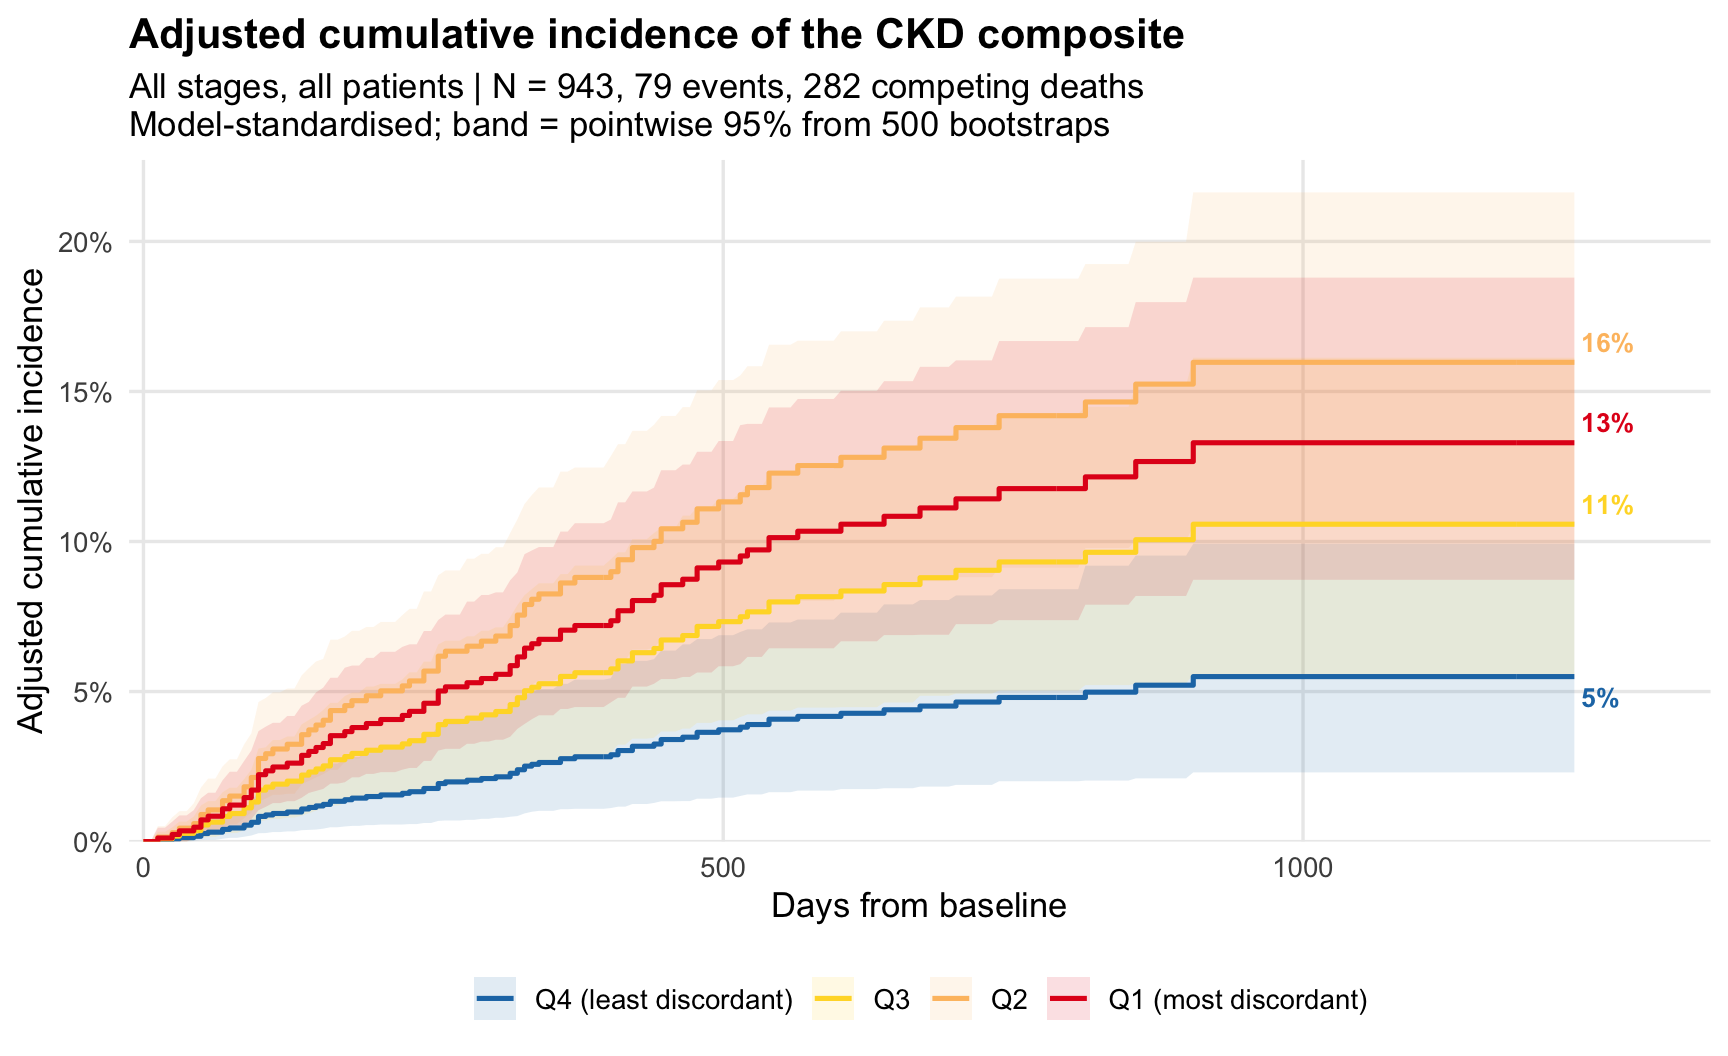 Adjusted cumulative incidence of the CKD composite
All stages, all patients | N = 943, 79 events, 282 competing deaths
Model-standardised; band = pointwise 95% from 500 bootstraps
Adjusted cumulative incidence
20%
15%
10%
5%
0%
16%
13%
11%
5%
0
500
1000
Days from baseline
Q4 (least discordant)
Q3
Q2
Q1 (most discordant)